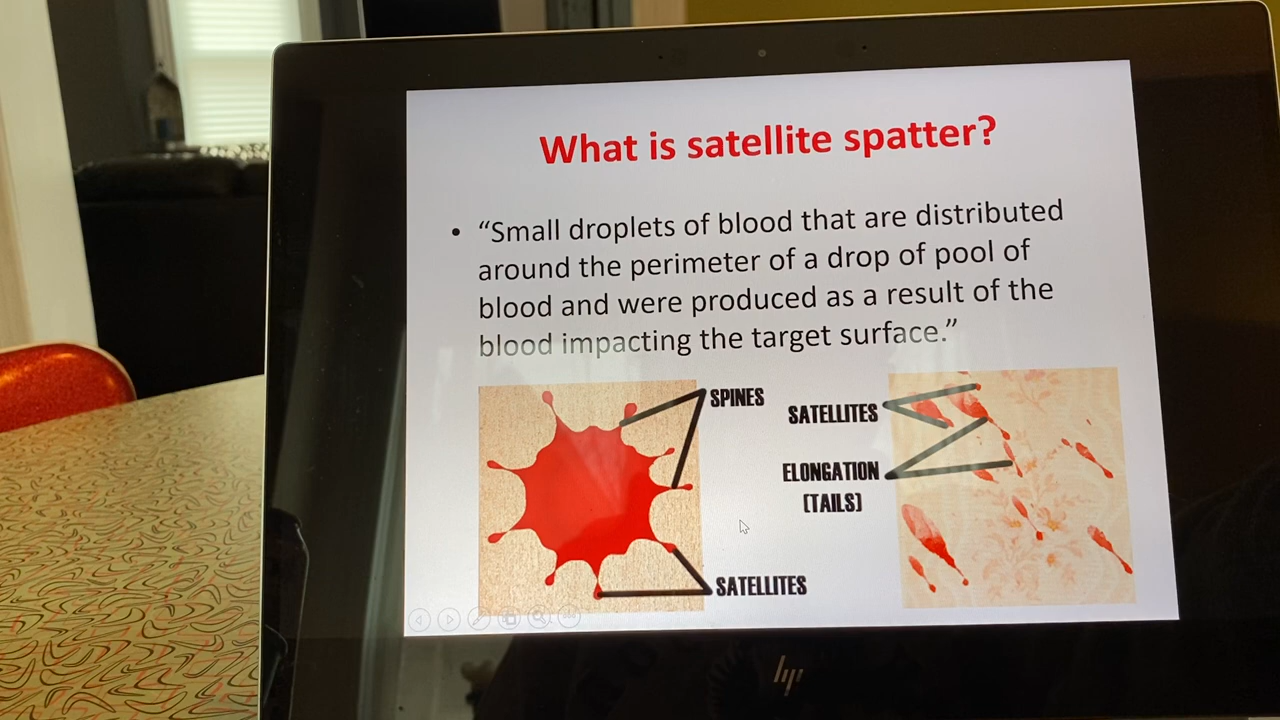 What is satellite spatter?
• “Small droplets of blood that are distributed
around the perimeter of a drop of pool of
blood and were produced as a result of the
blood impacting the target surface.”
SPINES
SATELLITES
SATELLITES
ELONGATION
(TAILS)
hp